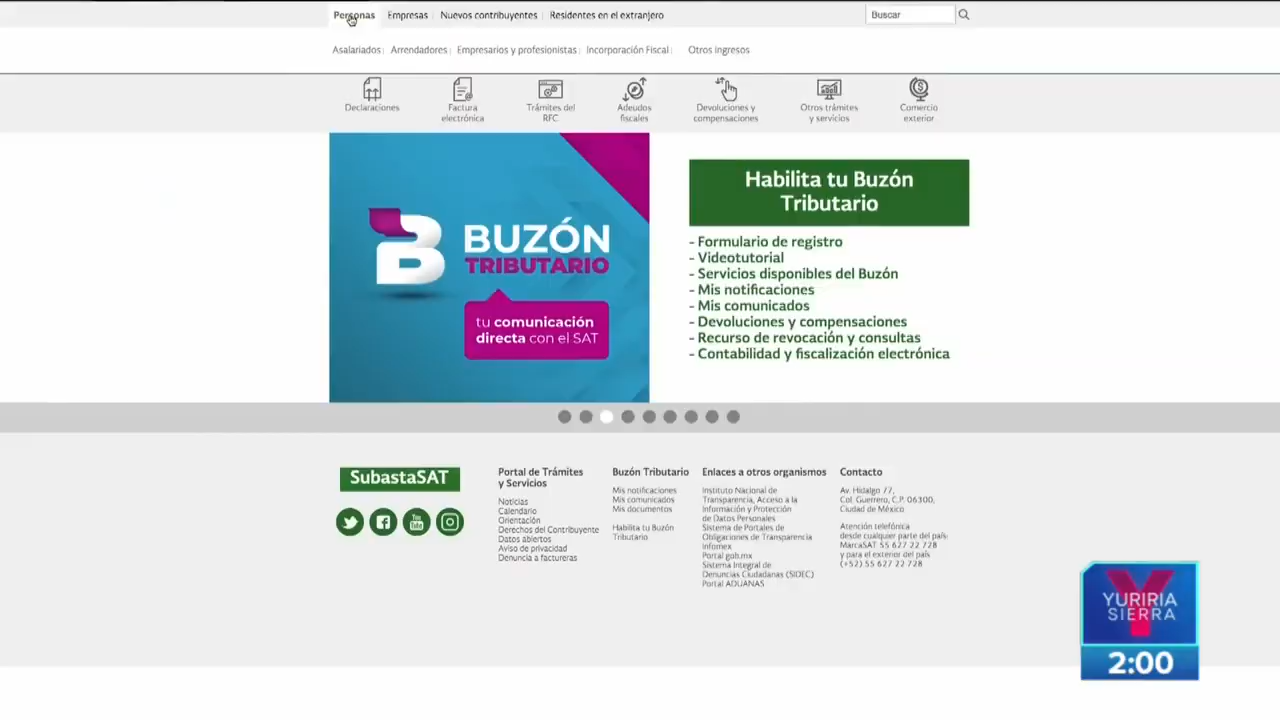 Personas
Empresas
Nuevos contribuyentes
Residentes en el extranjero
Buscar
Asalariados
Arrendadores
Empresarios y profesionistas
Incorporación Fiscal
Otros ingresos
Declaraciones
Factura
electrónica
Trámites del
RFC
Adeudos
fiscales
Devoluciones y
compensaciones
Otros trámites
y servicios
Comercio
exterior
B
BUZÓN
TRIBUTARIO
tu comunicación
directa con el SAT
Habilita tu Buzón
Tributario
- Formulario de registro
- Videotutorial
- Servicios disponibles del Buzón
- Mis notificaciones
- Mis comunicados
- Devoluciones y compensaciones
- Recurso de revocación y consultas
- Contabilidad y fiscalización electrónica
SubastaSAT
You
Tube
Portal de Trámites
y Servicios
Noticias
Calendario
Orientación
Derechos del Contribuyente
Datos abiertos
Aviso de privacidad
Denuncia a factureras
Buzón Tributario
Mis notificaciones
Mis comunicados
Mis documentos
Habilita tu Buzón
Tributario
Enlaces a otros organismos
Instituto Nacional de
Transparencia, Acceso a la
Información y Protección
de Datos Personales
Sistema de Portales de
Obligaciones de Transparencia
Infomex
Portal gob.mx
Sistema Integral de
Denuncias Ciudadanas (SIDEC)
Portal ADUANAS
Contacto
Av. Hidalgo 77,
Col. Guerrero, C.P. 06300,
Ciudad de México
Atención telefónica
desde cualquier parte del país:
MarcaSAT 55 627 22 728
y para el exterior del país
(+52) 55 627 22 728
Y
YURIRIA
SIERRA
2:00